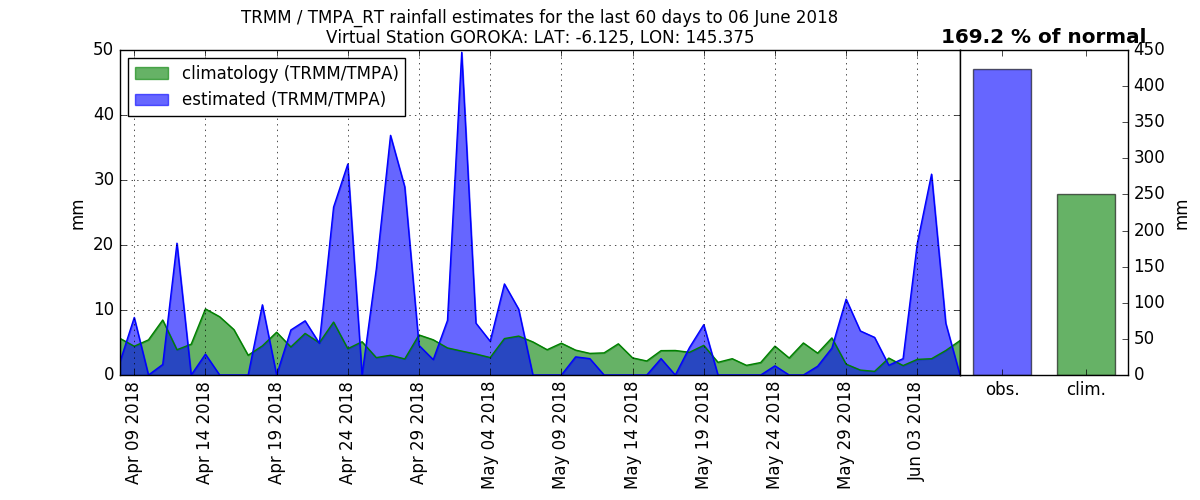 TRMM / TMPA_RT rainfall estimates for the last 60 days to 06 June 2018
Virtual Station GOROKA: LAT: -6.125, LON: 145.375
169.2 % of normal
climatology (TRMM/TMPA)
estimated (TRMM/TMPA)
mm
50
40
30
20
10
0
Apr 09 2018
Apr 14 2018
Apr 19 2018
Apr 24 2018
Apr 29 2018
May 04 2018
May 09 2018
May 14 2018
May 19 2018
May 24 2018
May 29 2018
Jun 03 2018
obs.
clim.
450
400
350
300
250
200
150
100
50
0
mm